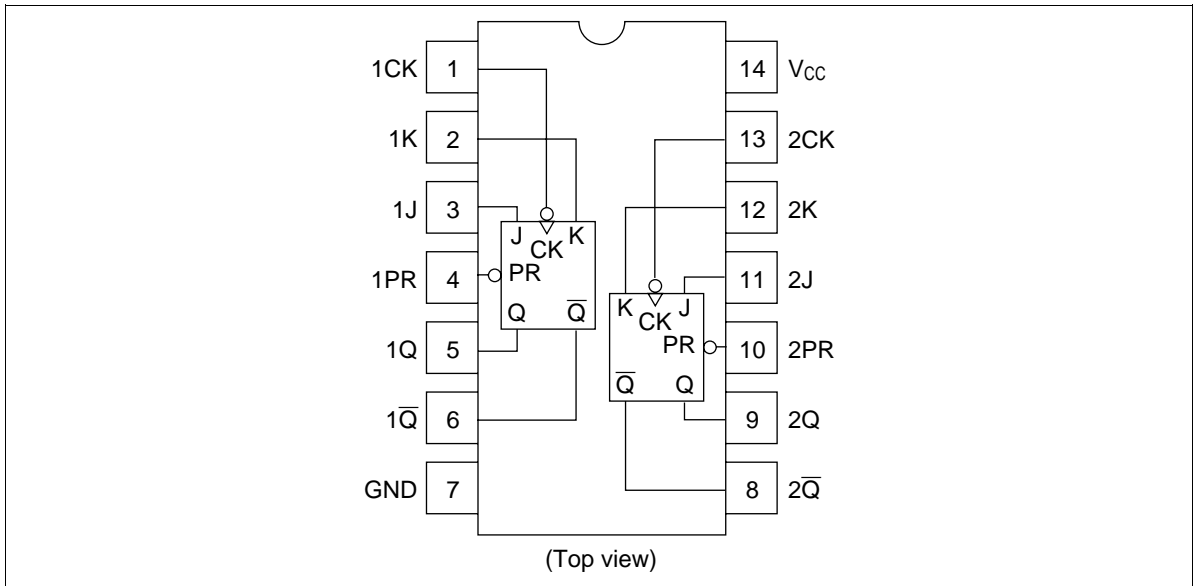 1CK 1 14 VCC
1K 2 13 2CK
1J 3 12 2K
J CK K
1PR 4 PR 11 2J
K CK J
Q Q̅
1Q 5 PR 10 2PR
Q̅ Q
1Q̅ 6 9 2Q
GND 7 8 2Q̅
(Top view)